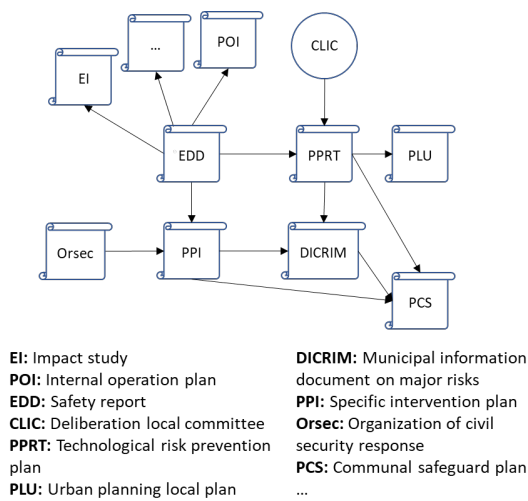 ...
POI
CLIC
EI
EDD
PPRT
PLU
Orsec
PPI
DICRIM
PCS
EI: Impact study
POI: Internal operation plan
EDD: Safety report
CLIC: Deliberation local committee
PPRT: Technological risk prevention
plan
PLU: Urban planning local plan
DICRIM: Municipal information
document on major risks
PPI: Specific intervention plan
Orsec: Organization of civil
security response
PCS: Communal safeguard plan
...